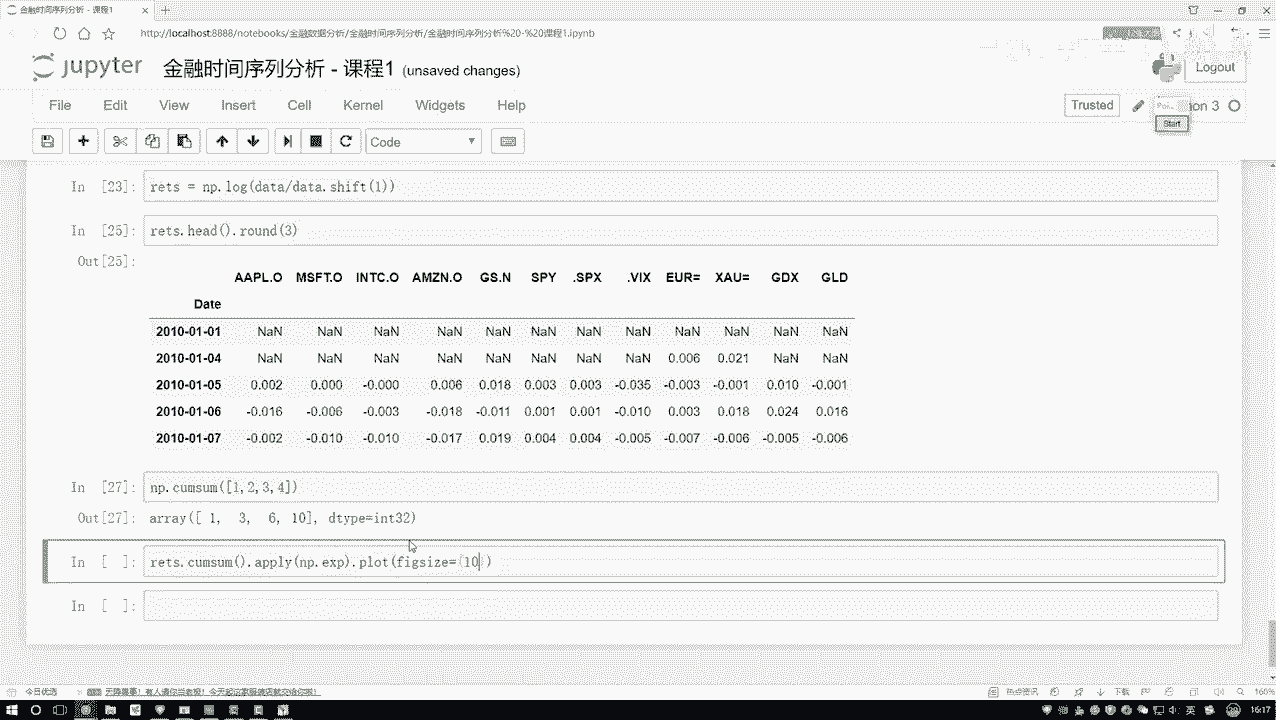 金融时间序列分析 - 课程1
http://localhost:8888/notebooks/金融数据分析/金融时间序列分析/金融时间序列分析%20-%20课程1.ipynb
jupyter 金融时间序列分析 - 课程1 (unsaved changes)
Logout
File Edit View Insert Cell Kernel Widgets Help
Trusted
ion 3
Start
Code
In [23]: rets = np.log(data/data.shift(1))
In [25]: rets.head().round(3)
Out[25]:
AAPL.O MSFT.O INTC.O AMZN.O GS.N SPY .SPX .VIX EUR= XAU= GDX GLD
Date
2010-01-01 NaN NaN NaN NaN NaN NaN NaN NaN NaN NaN NaN NaN
2010-01-04 NaN NaN NaN NaN NaN NaN NaN NaN 0.006 0.021 NaN NaN
2010-01-05 0.002 0.000 -0.000 0.006 0.018 0.003 0.003 -0.035 -0.003 -0.001 0.010 -0.001
2010-01-06 -0.016 -0.006 -0.003 -0.018 -0.011 0.001 0.001 -0.010 0.003 0.018 0.024 0.016
2010-01-07 -0.002 -0.010 -0.010 -0.017 0.019 0.004 0.004 -0.005 -0.007 -0.006 -0.005 -0.006
In [27]: np.cumsum([1,2,3,4])
Out[27]: array([ 1, 3, 6, 10], dtype=int32)
In [ ]: rets.cumsum().apply(np.exp).plot(figsize=(10))
In [ ]:
今日优选
热点资讯
下载
160%
英
16:17